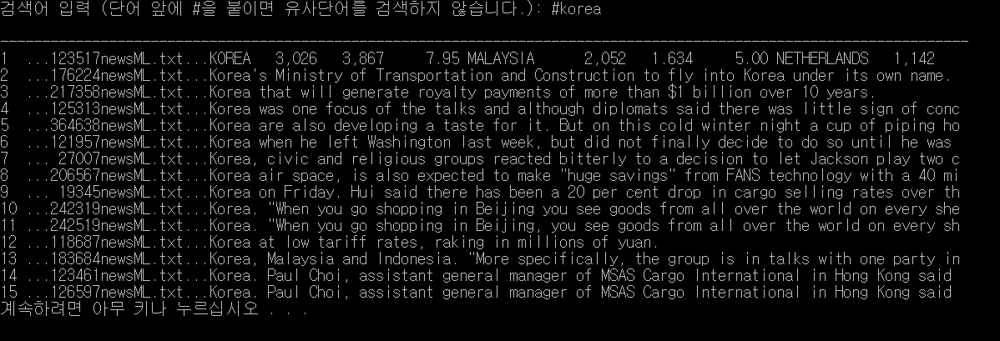 검색어 입력 (단어 앞에 #을 붙이면 유사단어를 검색하지 않습니다.): #korea
--------------------------------------------------------------------------------------------------------------------
1 ...123517newsML.txt...KOREA 3,026 3,867 7.95 MALAYSIA 2,052 1.634 5.00 NETHERLANDS 1,142
2 ...176224newsML.txt...Korea's Ministry of Transportation and Construction to fly into Korea under its own name.
3 ...217358newsML.txt...Korea that will generate royalty payments of more than $1 billion over 10 years.
4 ...125313newsML.txt...Korea was one focus of the talks and although diplomats said there was little sign of conc
5 ...364638newsML.txt...Korea are also developing a taste for it. But on this cold winter night a cup of piping ho
6 ...121957newsML.txt...Korea when he left Washington last week, but did not finally decide to do so until he was
7 ...27007newsML.txt...Korea, civic and religious groups reacted bitterly to a decision to let Jackson play two c
8 ...206567newsML.txt...Korea air space, is also expected to make "huge savings" from FANS technology with a 40 mi
9 ...19345newsML.txt...Korea on Friday. Hui said there has been a 20 per cent drop in cargo selling rates over th
10 ...242319newsML.txt...Korea. "When you go shopping in Beijing you see goods from all over the world on every she
11 ...242519newsML.txt...Korea. "When you go shopping in Beijing, you see goods from all over the world on every sh
12 ...118687newsML.txt...Korea at low tariff rates, raking in millions of yuan.
13 ...183684newsML.txt...Korea, Malaysia and Indonesia. "More specifically, the group is in talks with one party in
14 ...123461newsML.txt...Korea. Paul Choi, assistant general manager of MSAS Cargo International in Hong Kong said
15 ...126597newsML.txt...Korea. Paul Choi, assistant general manager of MSAS Cargo International in Hong Kong said
계속하려면 아무 키나 누르십시오 . . .